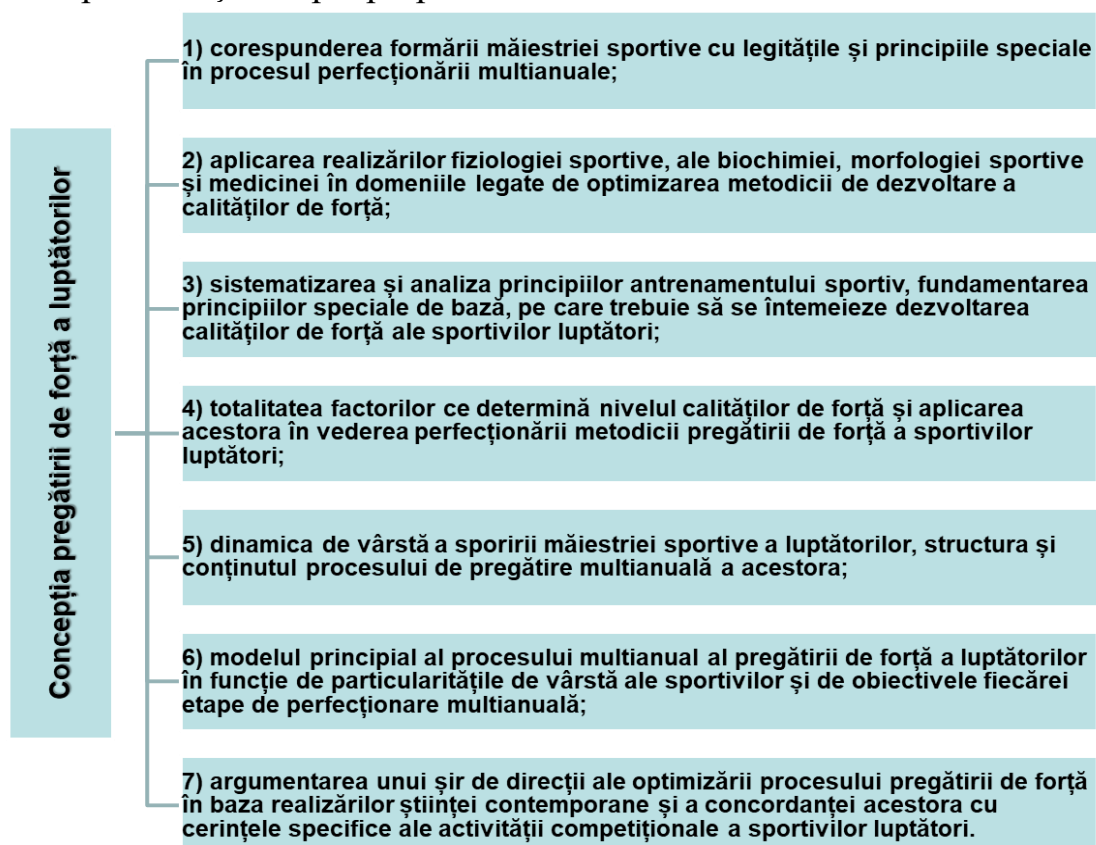 Concepția pregătirii de forță a luptătorilor
1) corespunderea formării măiestriei sportive cu legitățile și principiile speciale
în procesul perfecționării multianuale;
2) aplicarea realizărilor fiziologiei sportive, ale biochimiei, morfologiei sportive
și medicinei în domeniile legate de optimizarea metodicii de dezvoltare a
calităților de forță;
3) sistematizarea și analiza principiilor antrenamentului sportiv, fundamentarea
principiilor speciale de bază, pe care trebuie să se întemeieze dezvoltarea
calităților de forță ale sportivilor luptători;
4) totalitatea factorilor ce determină nivelul calităților de forță și aplicarea
acestora în vederea perfecționării metodicii pregătirii de forță a sportivilor
luptători;
5) dinamica de vârstă a sporirii măiestriei sportive a luptătorilor, structura și
conținutul procesului de pregătire multianuală a acestora;
6) modelul principial al procesului multianual al pregătirii de forță a luptătorilor
în funcție de particularitățile de vârstă ale sportivilor și de obiectivele fiecărei
etape de perfecționare multianuală;
7) argumentarea unui șir de direcții ale optimizării procesului pregătirii de forță
în baza realizărilor științei contemporane și a concordanței acestora cu
cerințele specifice ale activității competiționale a sportivilor luptători.